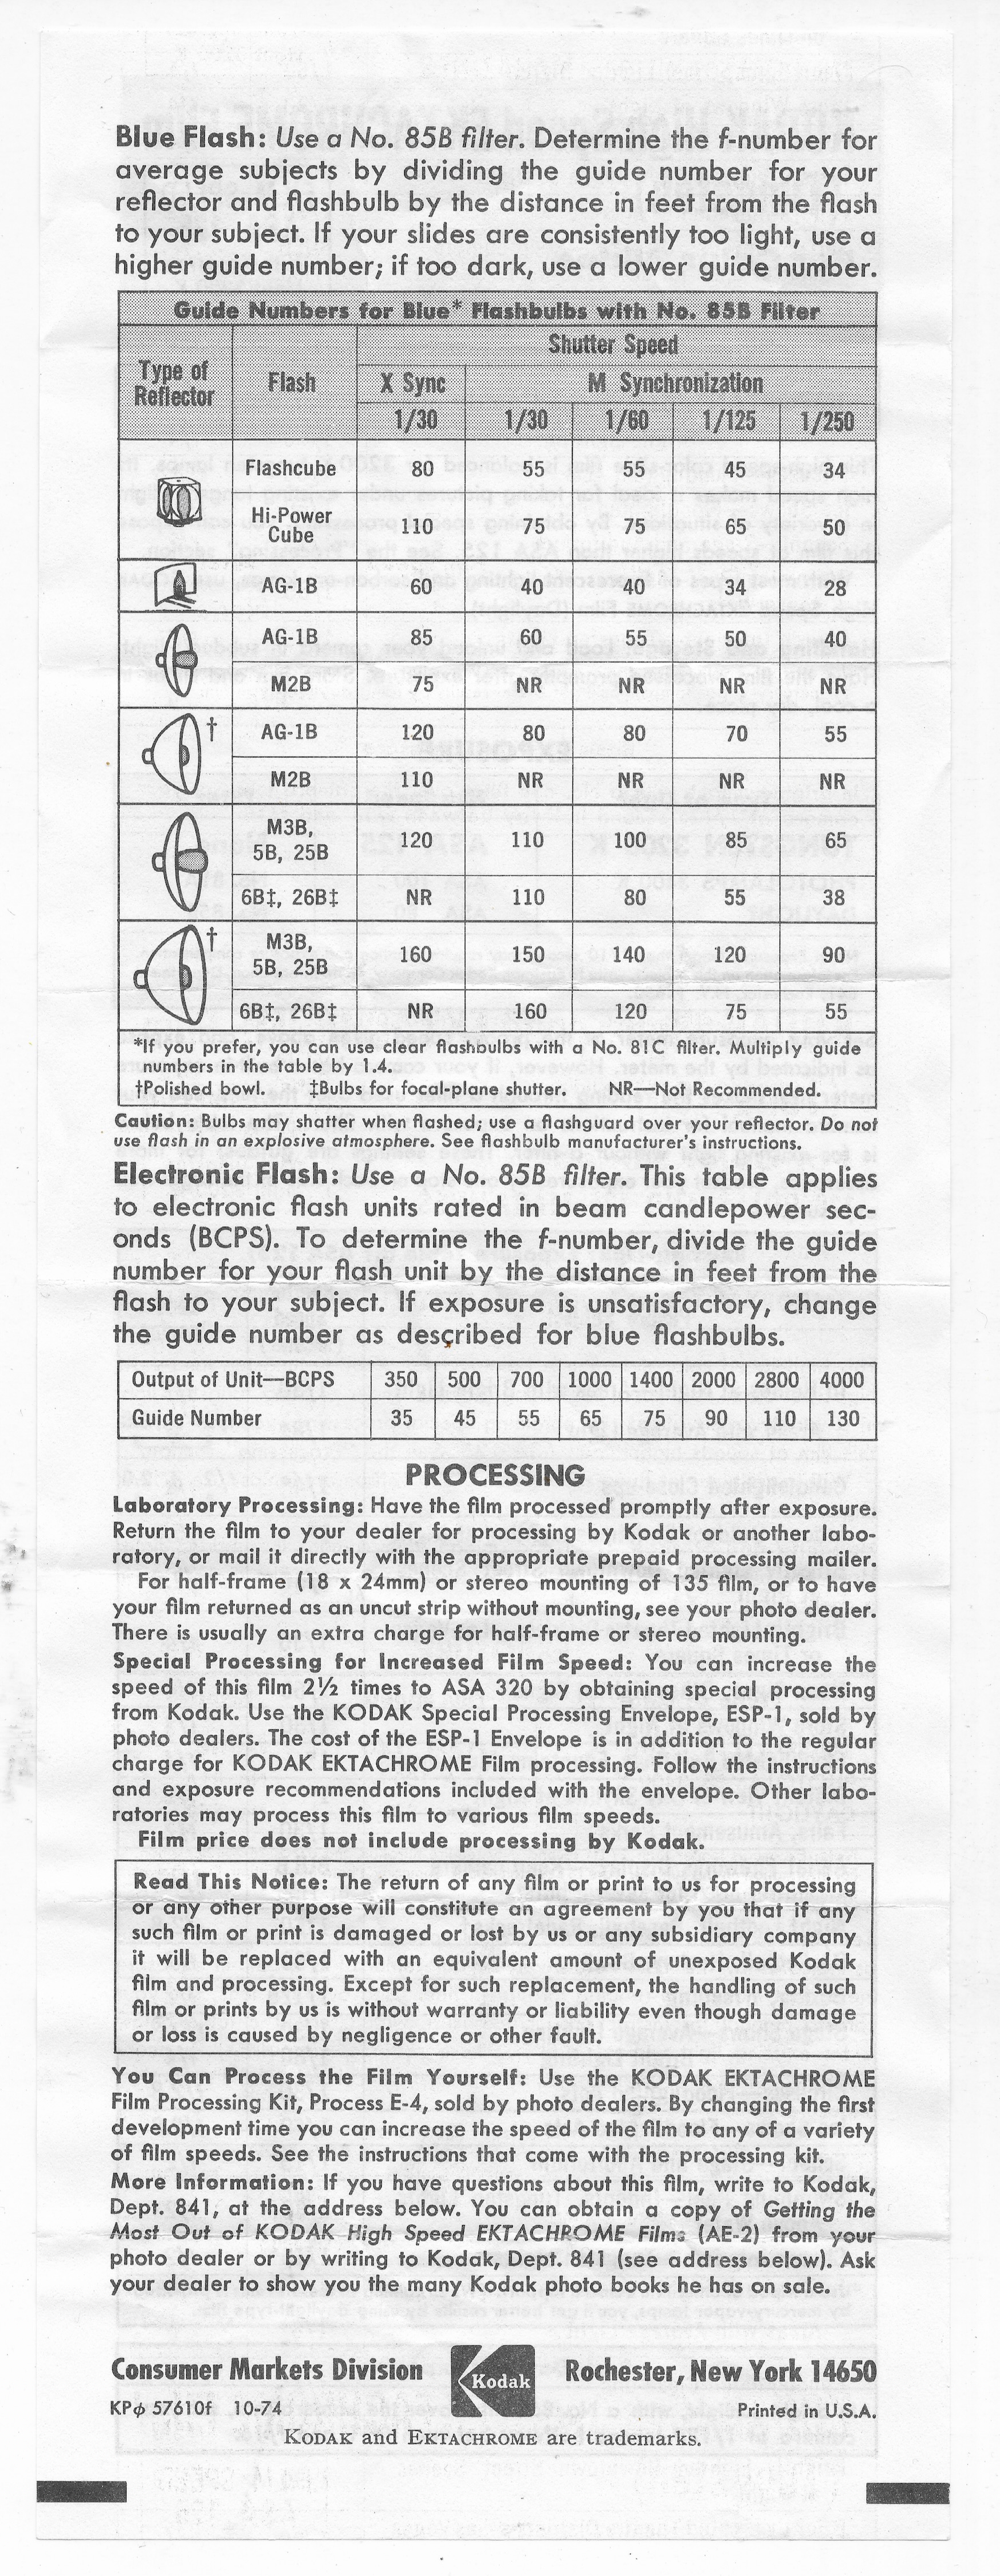 Blue Flash: Use a No. 85B filter. Determine the f-number for
average subjects by dividing the guide number for your
reflector and flashbulb by the distance in feet from the flash
to your subject. If your slides are consistently too light, use a
higher guide number; if too dark, use a lower guide number.
Guide Numbers for Blue* Flashbulbs with No. 85B Filter
Type of Reflector Flash Shutter Speed
X Sync M Synchronization
1/30 1/30 1/60 1/125 1/250
Flashcube 80 55 55 45 34
Hi-Power Cube 110 75 75 65 50
AG-1B 60 40 40 34 28
AG-1B 85 60 55 50 40
M2B 75 NR NR NR NR
† AG-1B 120 80 80 70 55
M2B 110 NR NR NR NR
M3B, 5B, 25B 120 110 100 85 65
6B‡, 26B‡ NR 110 80 55 38
† M3B, 5B, 25B 160 150 140 120 90
6B‡, 26B‡ NR 160 120 75 55
*If you prefer, you can use clear flashbulbs with a No. 81C filter. Multiply guide
numbers in the table by 1.4.
†Polished bowl. ‡Bulbs for focal-plane shutter. NR—Not Recommended.
Caution: Bulbs may shatter when flashed; use a flashguard over your reflector. Do not
use flash in an explosive atmosphere. See flashbulb manufacturer's instructions.
Electronic Flash: Use a No. 85B filter. This table applies
to electronic flash units rated in beam candlepower sec-
onds (BCPS). To determine the f-number, divide the guide
number for your flash unit by the distance in feet from the
flash to your subject. If exposure is unsatisfactory, change
the guide number as described for blue flashbulbs.
Output of Unit—BCPS 350 500 700 1000 1400 2000 2800 4000
Guide Number 35 45 55 65 75 90 110 130
PROCESSING
Laboratory Processing: Have the film processed promptly after exposure.
Return the film to your dealer for processing by Kodak or another labo-
ratory, or mail it directly with the appropriate prepaid processing mailer.
For half-frame (18 x 24mm) or stereo mounting of 135 film, or to have
your film returned as an uncut strip without mounting, see your photo dealer.
There is usually an extra charge for half-frame or stereo mounting.
Special Processing for Increased Film Speed: You can increase the
speed of this film 2½ times to ASA 320 by obtaining special processing
from Kodak. Use the KODAK Special Processing Envelope, ESP-1, sold by
photo dealers. The cost of the ESP-1 Envelope is in addition to the regular
charge for KODAK EKTACHROME Film processing. Follow the instructions
and exposure recommendations included with the envelope. Other labo-
ratories may process this film to various film speeds.
Film price does not include processing by Kodak.
Read This Notice: The return of any film or print to us for processing
or any other purpose will constitute an agreement by you that if any
such film or print is damaged or lost by us or any subsidiary company
it will be replaced with an equivalent amount of unexposed Kodak
film and processing. Except for such replacement, the handling of such
film or prints by us is without warranty or liability even though damage
or loss is caused by negligence or other fault.
You Can Process the Film Yourself: Use the KODAK EKTACHROME
Film Processing Kit, Process E-4, sold by photo dealers. By changing the first
development time you can increase the speed of the film to any of a variety
of film speeds. See the instructions that come with the processing kit.
More Information: If you have questions about this film, write to Kodak,
Dept. 841, at the address below. You can obtain a copy of Getting the
Most Out of KODAK High Speed EKTACHROME Films (AE-2) from your
photo dealer or by writing to Kodak, Dept. 841 (see address below). Ask
your dealer to show you the many Kodak photo books he has on sale.
Consumer Markets Division Kodak Rochester, New York 14650
KPϕ 57610f 10-74 Printed in U.S.A.
KODAK and EKTACHROME are trademarks.